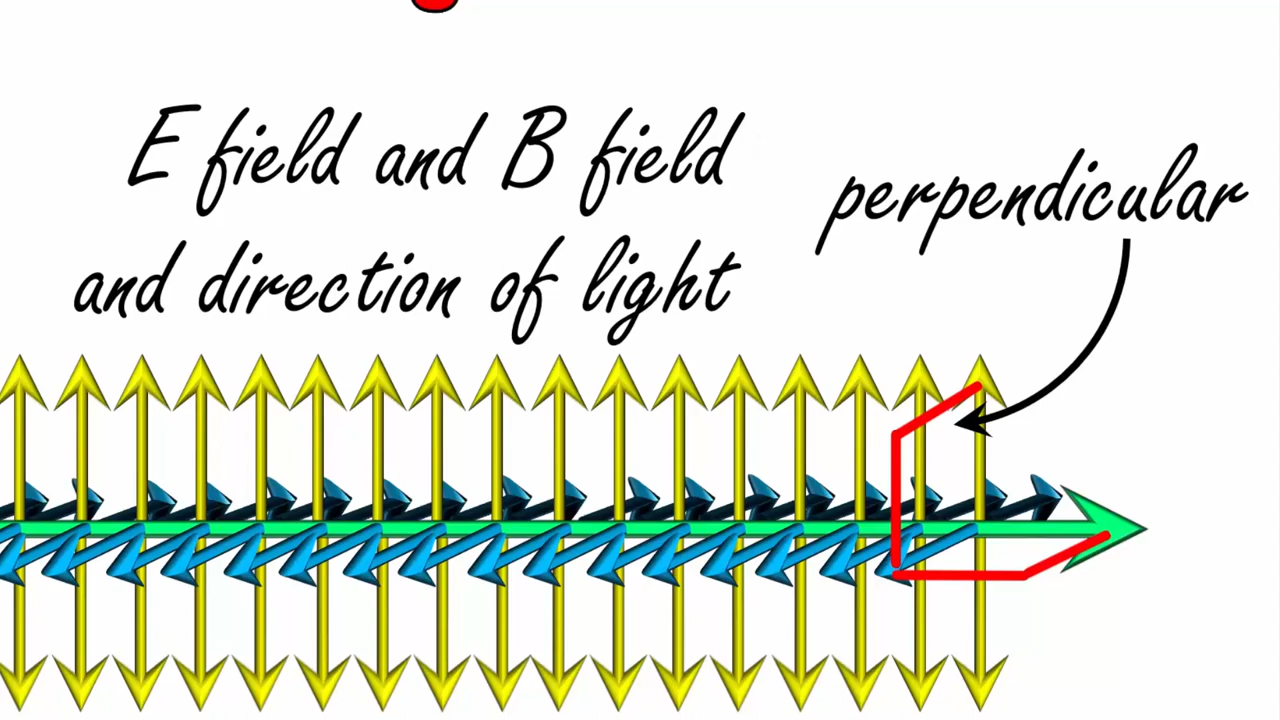 E field and B field
and direction of light
perpendicular